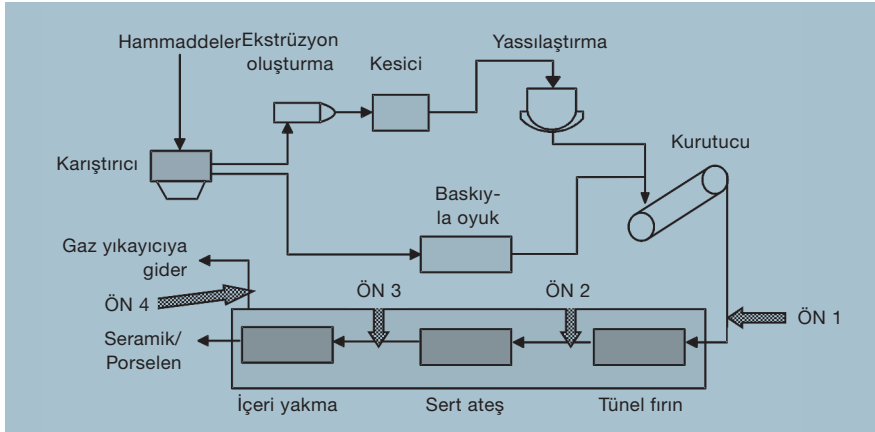 Hammaddeler
Ekstrüzyon
oluşturma
Kesici
Yassılaştırma
Karıştırıcı
Kurutucu
Baskıy-
la oyuk
Gaz yıkayıcıya
gider
ÖN 4
ÖN 3
ÖN 2
ÖN 1
Seramik/
Porselen
İçeri yakma
Sert ateş
Tünel fırın